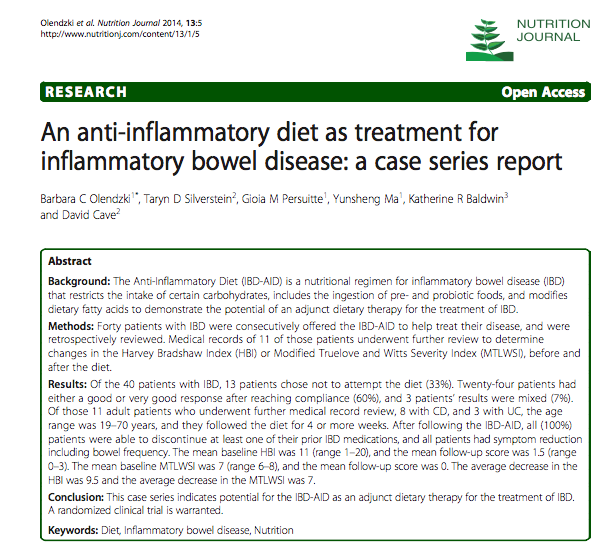 Olendzki et al. Nutrition Journal 2014, 13:5
http://www.nutritionj.com/content/13/1/5
NUTRITION
JOURNAL
RESEARCH
Open Access
An anti-inflammatory diet as treatment for
inflammatory bowel disease: a case series report
Barbara C Olendzki1*, Taryn D Silverstein2, Gioia M Persuitte1, Yunsheng Ma1, Katherine R Baldwin3
and David Cave2
Abstract
Background: The Anti-Inflammatory Diet (IBD-AID) is a nutritional regimen for inflammatory bowel disease (IBD)
that restricts the intake of certain carbohydrates, includes the ingestion of pre- and probiotic foods, and modifies
dietary fatty acids to demonstrate the potential of an adjunct dietary therapy for the treatment of IBD.
Methods: Forty patients with IBD were consecutively offered the IBD-AID to help treat their disease, and were
retrospectively reviewed. Medical records of 11 of those patients underwent further review to determine
changes in the Harvey Bradshaw Index (HBI) or Modified Truelove and Witts Severity Index (MTLWSI), before and
after the diet.
Results: Of the 40 patients with IBD, 13 patients chose not to attempt the diet (33%). Twenty-four patients had
either a good or very good response after reaching compliance (60%), and 3 patients' results were mixed (7%).
Of those 11 adult patients who underwent further medical record review, 8 with CD, and 3 with UC, the age
range was 19–70 years, and they followed the diet for 4 or more weeks. After following the IBD-AID, all (100%)
patients were able to discontinue at least one of their prior IBD medications, and all patients had symptom reduction
including bowel frequency. The mean baseline HBI was 11 (range 1–20), and the mean follow-up score was 1.5 (range
0–3). The mean baseline MTLWSI was 7 (range 6–8), and the mean follow-up score was 0. The average decrease in the
HBI was 9.5 and the average decrease in the MTLWSI was 7.
Conclusion: This case series indicates potential for the IBD-AID as an adjunct dietary therapy for the treatment of IBD.
A randomized clinical trial is warranted.
Keywords: Diet, Inflammatory bowel disease, Nutrition